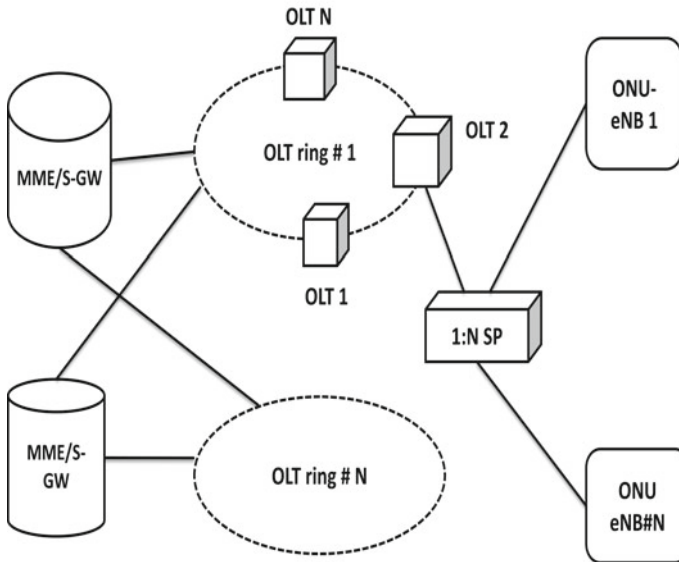 OLT N
ONU-
eNB 1
OLT 2
OLT ring # 1
MME/S-GW
OLT 1
1:N SP
MME/S-
GW
OLT ring # N
ONU
eNB#N